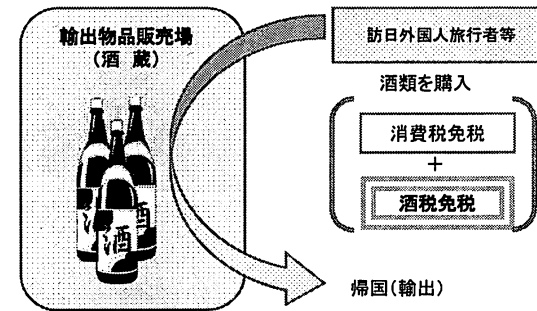 輸出物品販売場
(酒 蔵)
酒
酒
酒
訪日外国人旅行者等
酒類を購入
消費税免税
+
酒税免税
帰国(輸出)